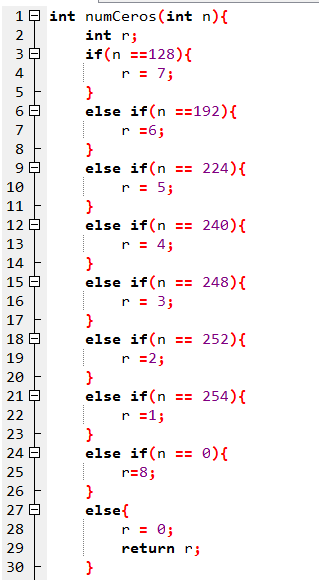 1 int numCeros(int n){
2 int r;
3 if(n ==128){
4 r = 7;
5 }
6 else if(n ==192){
7 r =6;
8 }
9 else if(n == 224){
10 r = 5;
11 }
12 else if(n == 240){
13 r = 4;
14 }
15 else if(n == 248){
16 r = 3;
17 }
18 else if(n == 252){
19 r =2;
20 }
21 else if(n == 254){
22 r =1;
23 }
24 else if(n == 0){
25 r=8;
26 }
27 else{
28 r = 0;
29 return r;
30 }